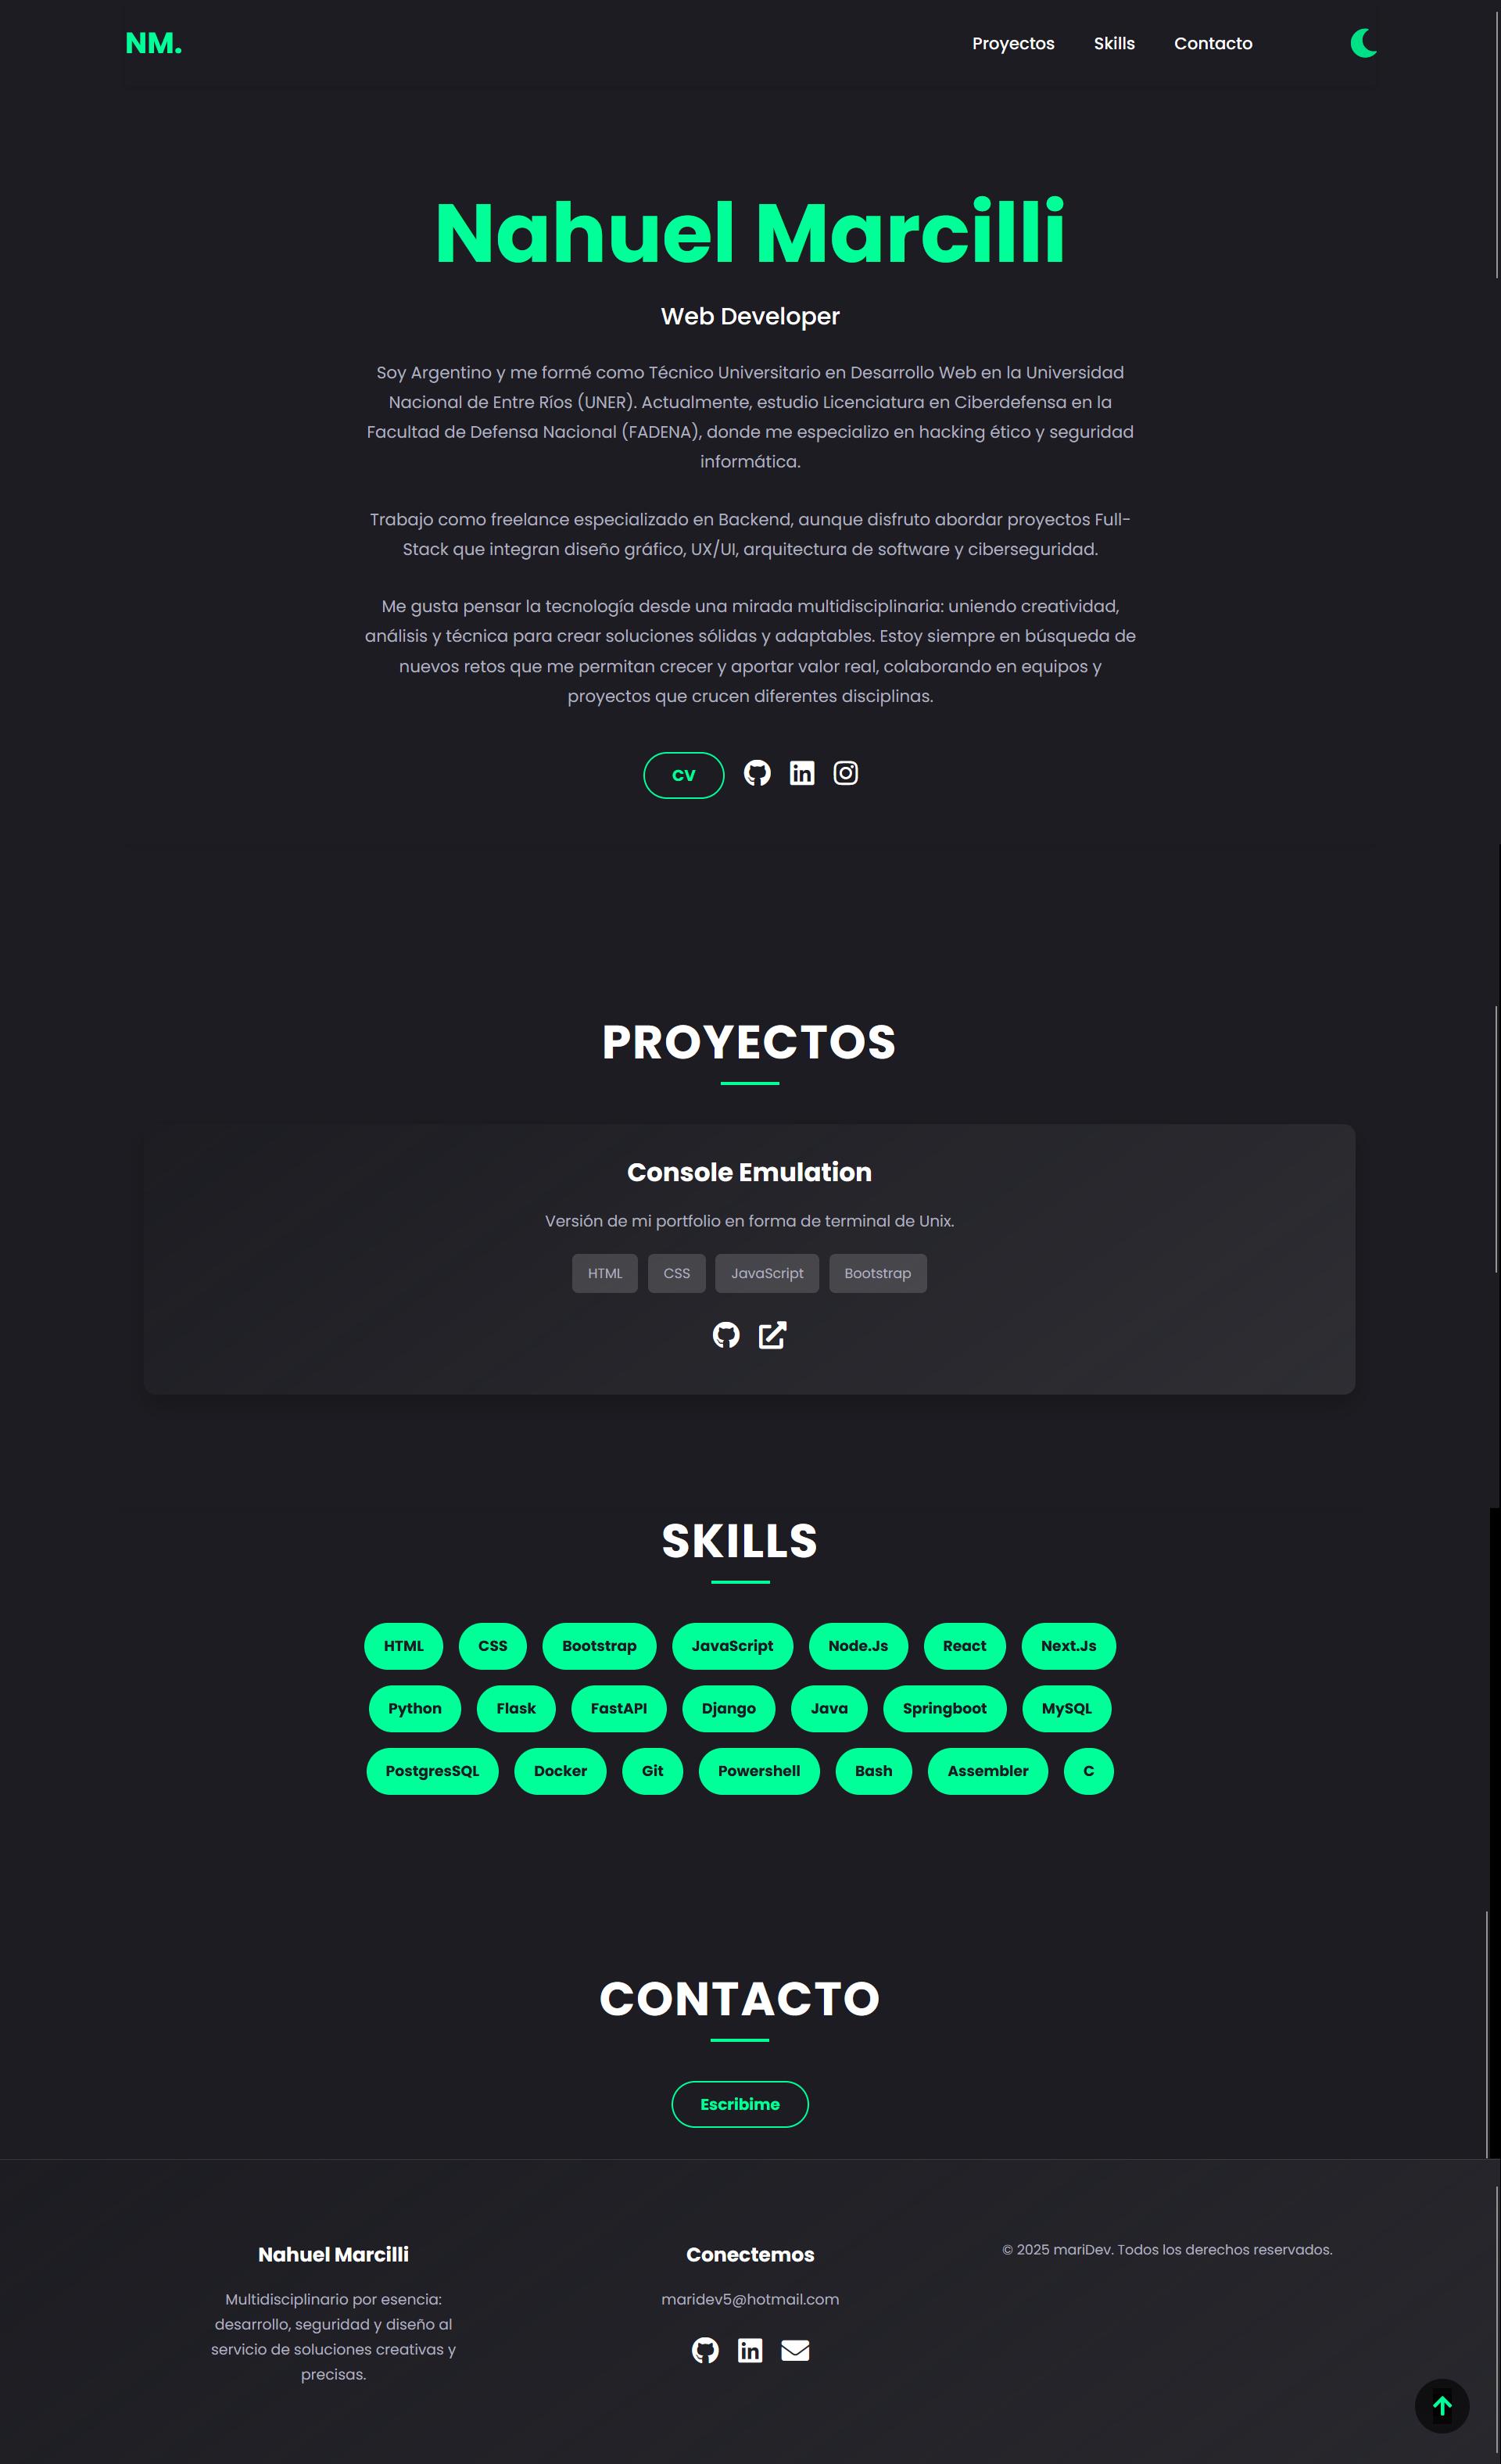 NM.
Proyectos Skills Contacto
Nahuel Marcilli
Web Developer
Soy Argentino y me formé como Técnico Universitario en Desarrollo Web en la Universidad
Nacional de Entre Ríos (UNER). Actualmente, estudio Licenciatura en Ciberdefensa en la
Facultad de Defensa Nacional (FADENA), donde me especializo en hacking ético y seguridad
informática.
Trabajo como freelance especializado en Backend, aunque disfruto abordar proyectos Full-
Stack que integran diseño gráfico, UX/UI, arquitectura de software y ciberseguridad.
Me gusta pensar la tecnología desde una mirada multidisciplinaria: uniendo creatividad,
análisis y técnica para crear soluciones sólidas y adaptables. Estoy siempre en búsqueda de
nuevos retos que me permitan crecer y aportar valor real, colaborando en equipos y
proyectos que crucen diferentes disciplinas.
CV
PROYECTOS
Console Emulation
Versión de mi portfolio en forma de terminal de Unix.
HTML CSS JavaScript Bootstrap
SKILLS
HTML CSS Bootstrap JavaScript Node.Js React Next.Js
Python Flask FastAPI Django Java Springboot MySQL
PostgresSQL Docker Git Powershell Bash Assembler C
CONTACTO
Escribime
Nahuel Marcilli
Multidisciplinario por esencia:
desarrollo, seguridad y diseño al
servicio de soluciones creativas y
precisas.
Conectemos
maridev5@hotmail.com
© 2025 mariDev. Todos los derechos reservados.